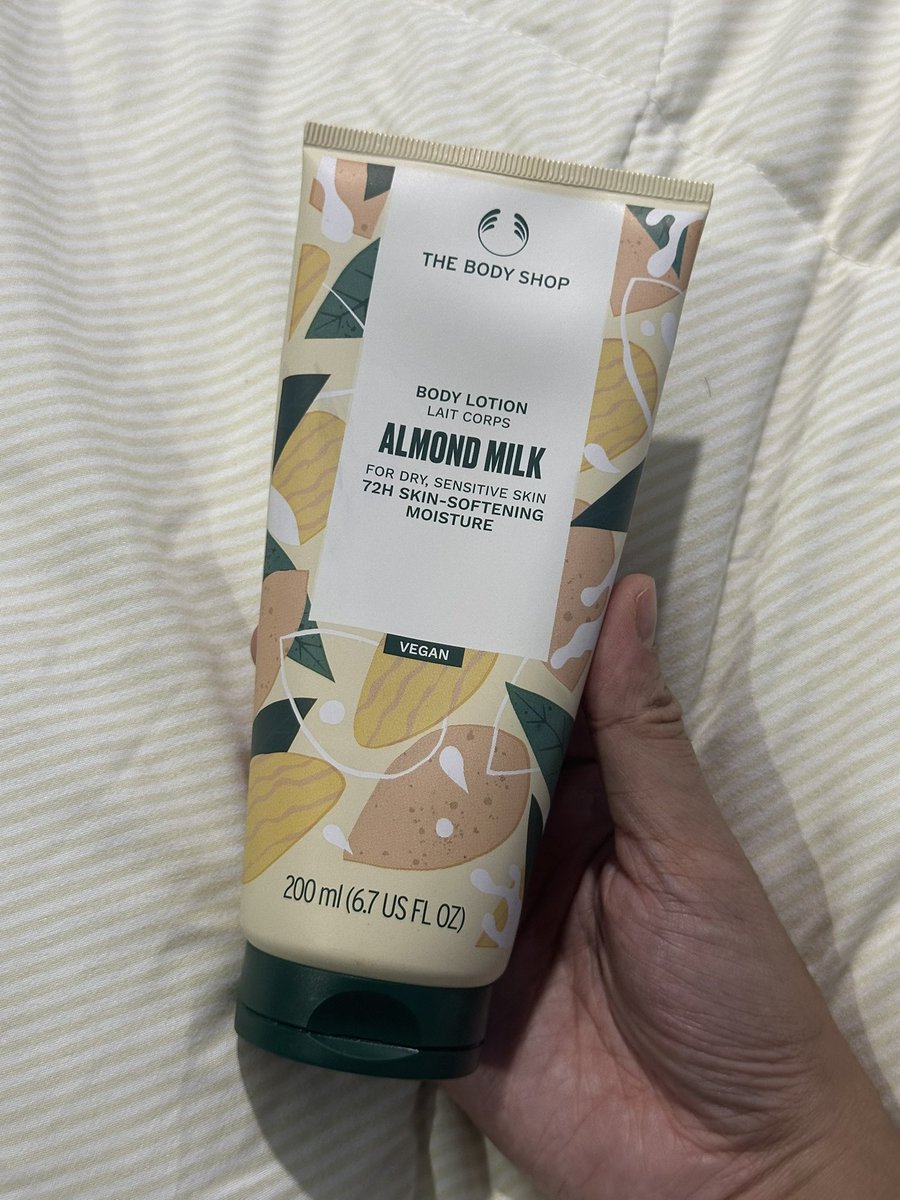 THE BODY SHOP
BODY LOTION
LAIT CORPS
ALMOND MILK
FOR DRY, SENSITIVE SKIN
72H SKIN-SOFTENING
MOISTURE
VEGAN
200 ml (6.7 US FL OZ)